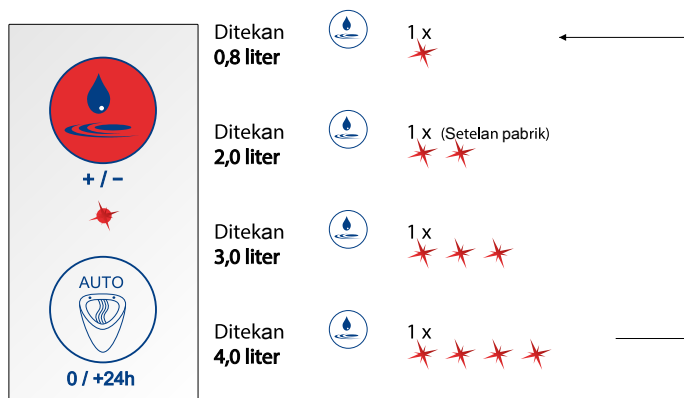 + / −
AUTO
0 / +24h
Ditekan 1 x
0,8 liter
Ditekan 1 x (Setelan pabrik)
2,0 liter
Ditekan 1 x
3,0 liter
Ditekan 1 x
4,0 liter